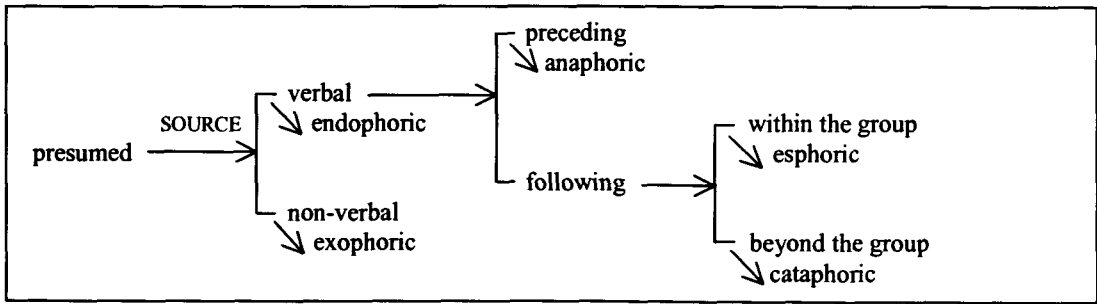 presumed
SOURCE
verbal
endophoric
non-verbal
exophoric
preceding
anaphoric
following
within the group
esphoric
beyond the group
cataphoric